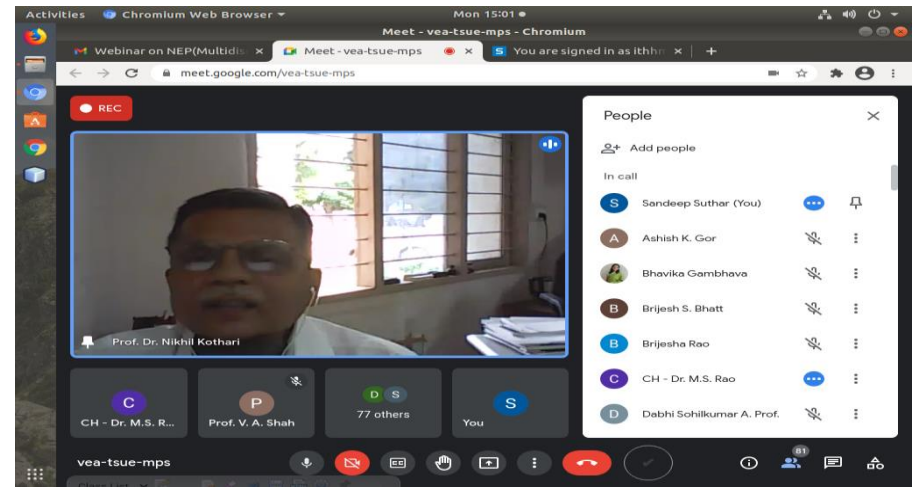 Activities Chromium Web Browser Mon 15:01
Meet - vea-tsue-mps - Chromium
Webinar on NEP(Multidis × Meet - vea-tsue-mps × S You are signed in as ithhm × +
meet.google.com/vea-tsue-mps
REC
Prof. Dr. Nikhil Kothari
C
CH - Dr. M.S. R...
P
Prof. V. A. Shah
D S
77 others
S
You
People
Add people
In call
S Sandeep Suthar (You)
A Ashish K. Gor
Bhavika Gambhava
B Brijesh S. Bhatt
B Brijesha Rao
C CH - Dr. M.S. Rao
D Dabhi Sohilkumar A. Prof.
vea-tsue-mps
CC
81